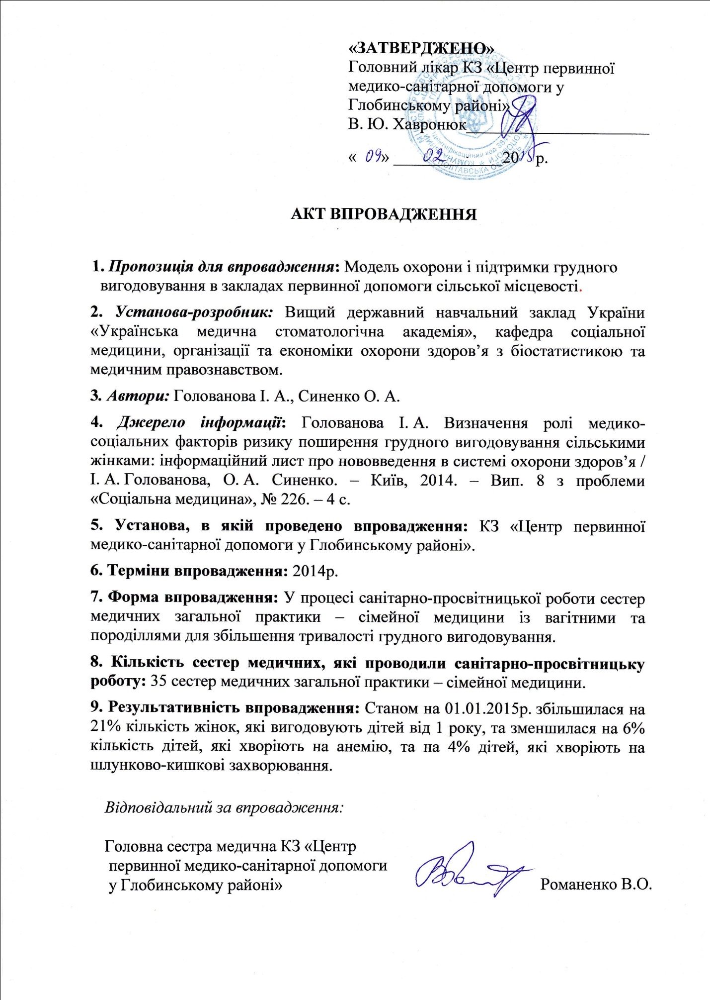 «ЗАТВЕРДЖЕНО»
Головний лікар КЗ «Центр первинної
медико-санітарної допомоги у
Глобинському районі»
В. Ю. Хавронюк
« 09» 02 2015 р.
АКТ ВПРОВАДЖЕННЯ
1. Пропозиція для впровадження: Модель охорони і підтримки грудного
вигодовування в закладах первинної допомоги сільської місцевості.
2. Установа-розробник: Вищий державний навчальний заклад України
«Українська медична стоматологічна академія», кафедра соціальної
медицини, організації та економіки охорони здоров’я з біостатистикою та
медичним правознавством.
3. Автори: Голованова І. А., Синенко О. А.
4. Джерело інформації: Голованова І. А. Визначення ролі медико-
соціальних факторів ризику поширення грудного вигодовування сільськими
жінками: інформаційний лист про нововведення в системі охорони здоров’я /
І. А. Голованова, О. А. Синенко. – Київ, 2014. – Вип. 8 з проблеми
«Соціальна медицина», № 226. – 4 с.
5. Установа, в якій проведено впровадження: КЗ «Центр первинної
медико-санітарної допомоги у Глобинському районі».
6. Терміни впровадження: 2014р.
7. Форма впровадження: У процесі санітарно-просвітницької роботи сестер
медичних загальної практики – сімейної медицини із вагітними та
породіллями для збільшення тривалості грудного вигодовування.
8. Кількість сестер медичних, які проводили санітарно-просвітницьку
роботу: 35 сестер медичних загальної практики – сімейної медицини.
9. Результативність впровадження: Станом на 01.01.2015р. збільшилася на
21% кількість жінок, які вигодовують дітей від 1 року, та зменшилася на 6%
кількість дітей, які хворіють на анемію, та на 4% дітей, які хворіють на
шлунково-кишкові захворювання.
Відповідальний за впровадження:
Головна сестра медична КЗ «Центр
первинної медико-санітарної допомоги
у Глобинському районі»
Романенко В.О.